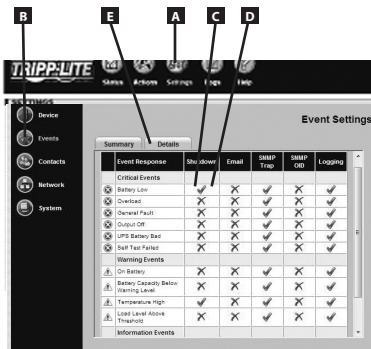 B E A C D
TRIPP·LITE
Status Actions Settings Logs Help
SETTINGS
Device
Events
Contacts
Network
System
Event Settings
Summary Details
Event Response Shutdown Email SNMP Trap SNMP OID Logging
Critical Events
Battery Low
Overload
General Fault
Output Off
UPS Battery Bad
Self Test Failed
Warning Events
On Battery
Battery Capacity Below
Warning Level
Temperature High
Load Level Above
Threshold
Information Events